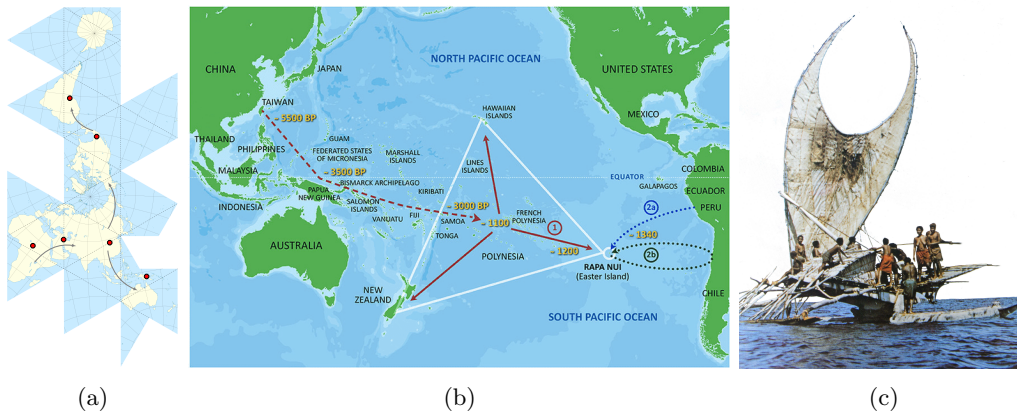 NORTH PACIFIC OCEAN
CHINA
JAPAN
UNITED STATES
TAIWAN
~ 5500 BP
HAWAIIAN
ISLANDS
MEXICO
THAILAND
PHILIPPINES
GUAM
FEDERATED STATES
OF MICRONESIA
MARSHALL
ISLANDS
LINES
ISLANDS
MALAYSIA
~ 3500 BP
COLOMBIA
EQUATOR
GALAPAGOS
ECUADOR
BISMARCK ARCHIPELAGO
KIRIBATI
PAPUA
NEW GUINEA
INDONESIA
SOLOMON
ISLANDS
~ 3000 BP
PERU
2a
VANUATU
FIJI
SAMOA
~ 1100
FRENCH
POLYNESIA
1
TONGA
~ 1340
AUSTRALIA
~ 1200
2b
POLYNESIA
RAPA NUI
(Easter Island)
NEW
ZEALAND
CHILE
SOUTH PACIFIC OCEAN
(a)
(b)
(c)